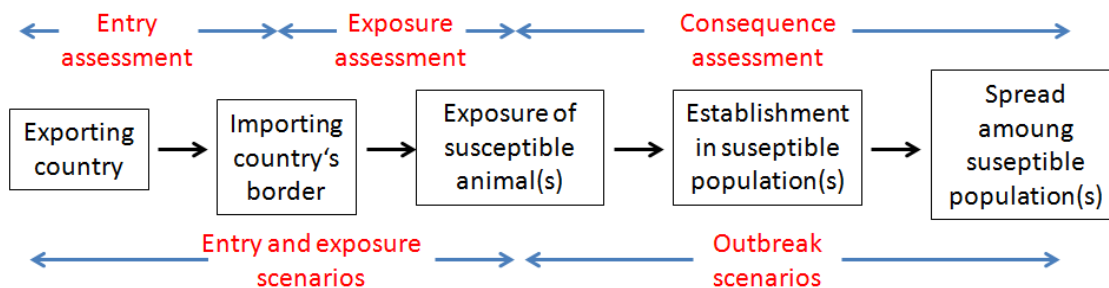 Entry
assessment
Exposure
assessment
Consequence
assessment
Exporting
country
Importing
country‘s
border
Exposure of
susceptible
animal(s)
Establishment
in suseptible
population(s)
Spread
amoung
suseptible
population(s)
Entry and exposure
scenarios
Outbreak
scenarios